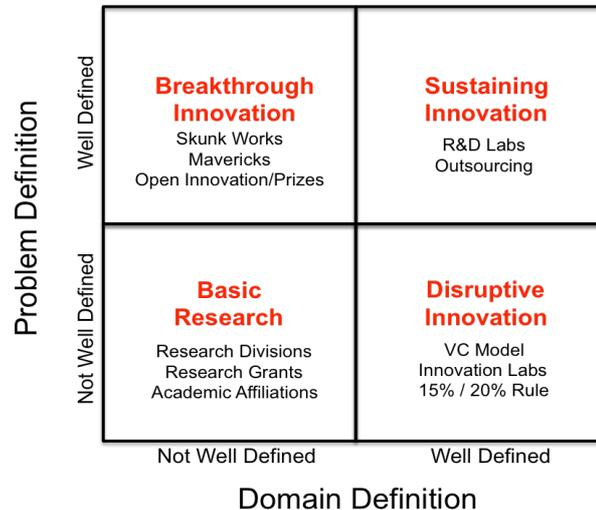 Problem Definition
Well Defined
Breakthrough
Innovation
Skunk Works
Mavericks
Open Innovation/Prizes
Sustaining
Innovation
R&D Labs
Outsourcing
Not Well Defined
Basic
Research
Research Divisions
Research Grants
Academic Affiliations
Disruptive
Innovation
VC Model
Innovation Labs
15% / 20% Rule
Not Well Defined
Well Defined
Domain Definition